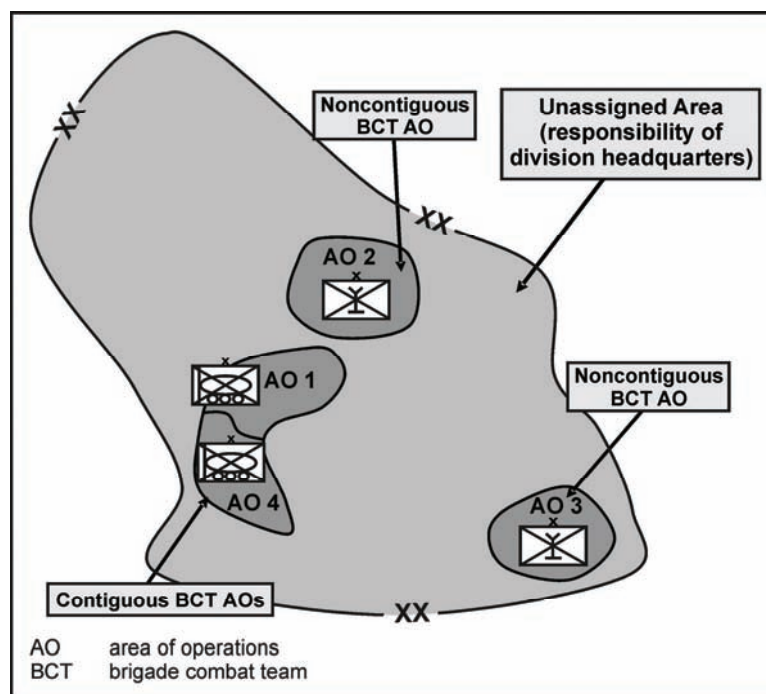 XX
Noncontiguous
BCT AO
Unassigned Area
(responsibility of
division headquarters)
XX
AO 2
x
x
AO 1
Noncontiguous
BCT AO
x
AO 4
AO 3
x
Contiguous BCT AOs
XX
AO area of operations
BCT brigade combat team